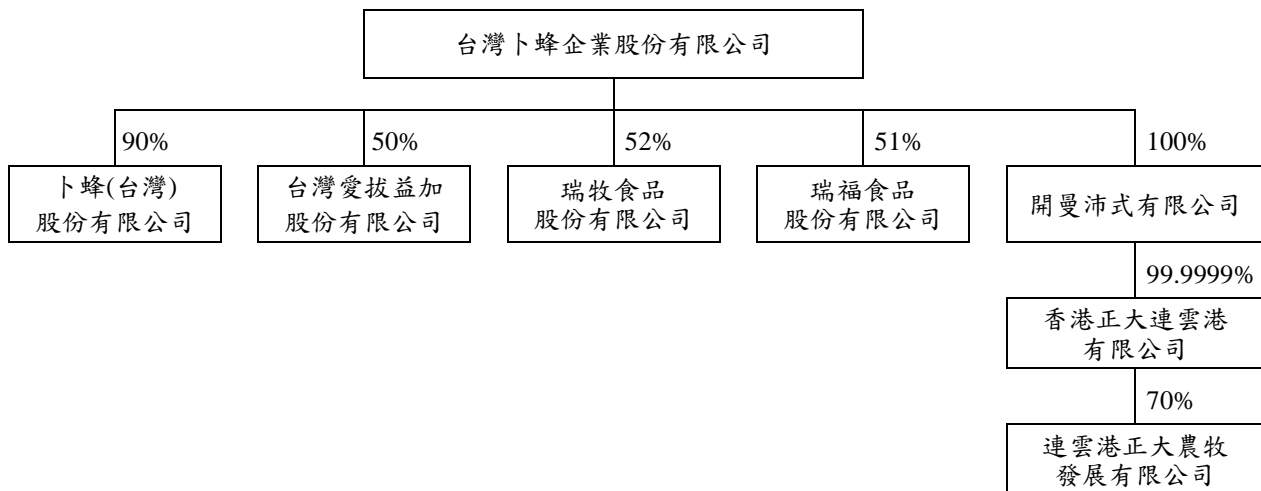 台灣卜蜂企業股份有限公司
90%
50%
52%
51%
100%
卜蜂(台灣)
股份有限公司
台灣愛拔益加
股份有限公司
瑞牧食品
股份有限公司
瑞福食品
股份有限公司
開曼沛式有限公司
99.9999%
香港正大連雲港
有限公司
70%
連雲港正大農牧
發展有限公司